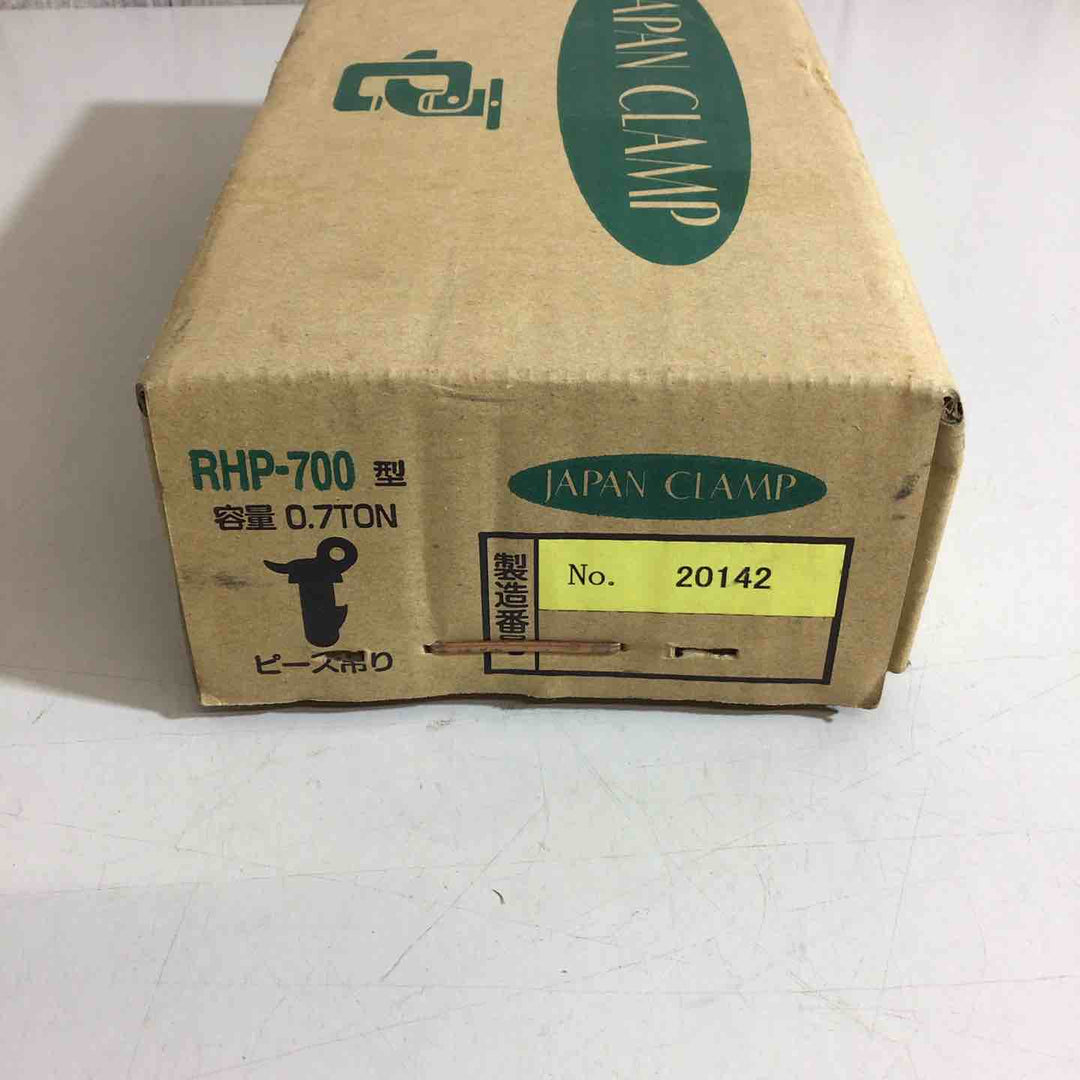 JAPAN CLAMP
RHP-700 型
容量 0.7TON
ピース吊り
JAPAN CLAMP
製造番号
No. 20142